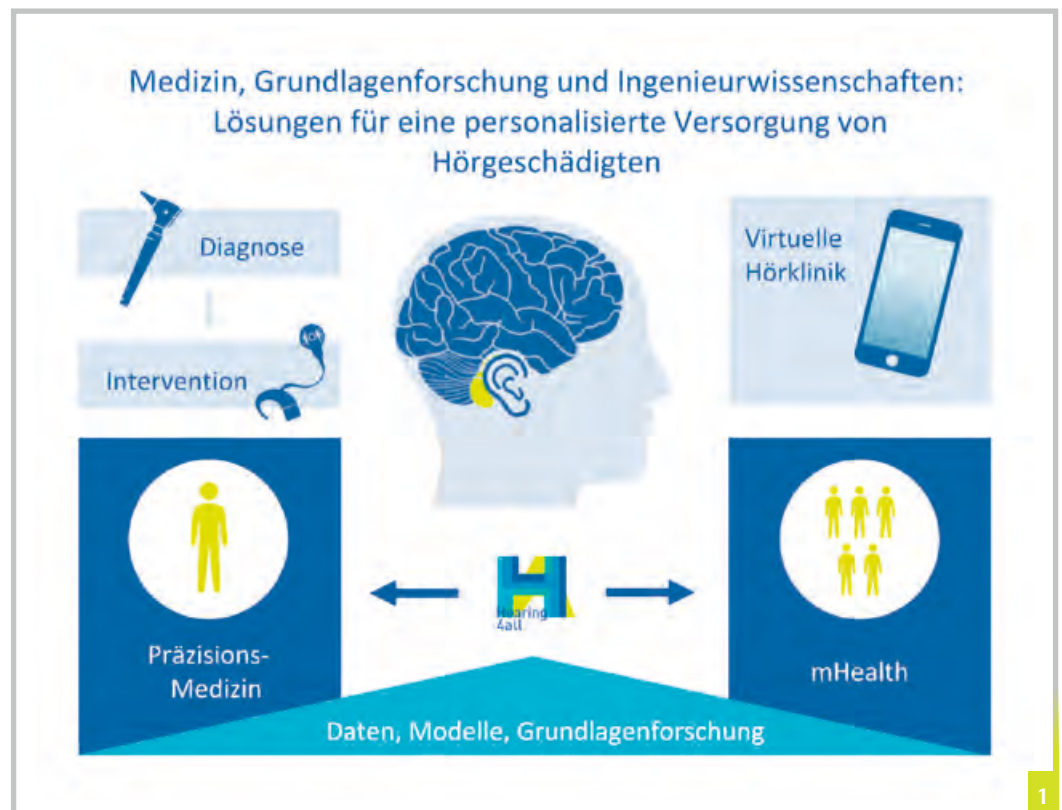 Medizin, Grundlagenforschung und Ingenieurwissenschaften:
Lösungen für eine personalisierte Versorgung von
Hörgeschädigten
Diagnose
Intervention
Virtuelle
Hörklinik
Präzisions-
Medizin
Hearing
4all
mHealth
Daten, Modelle, Grundlagenforschung
1